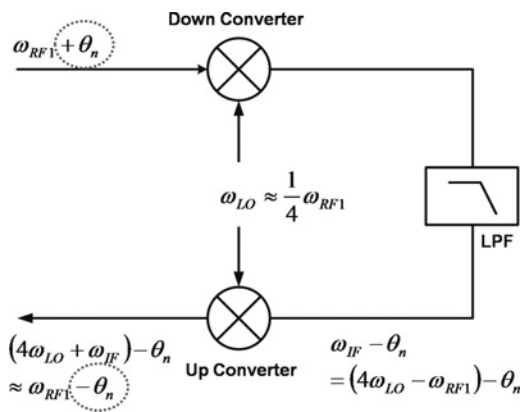 Down Converter
ω_RF1 + θ_n
ω_LO ≈ 1/4 ω_RF1
LPF
(4ω_LO + ω_IF) − θ_n
≈ ω_RF1 − θ_n
Up Converter
ω_IF − θ_n
= (4ω_LO − ω_RF1) − θ_n